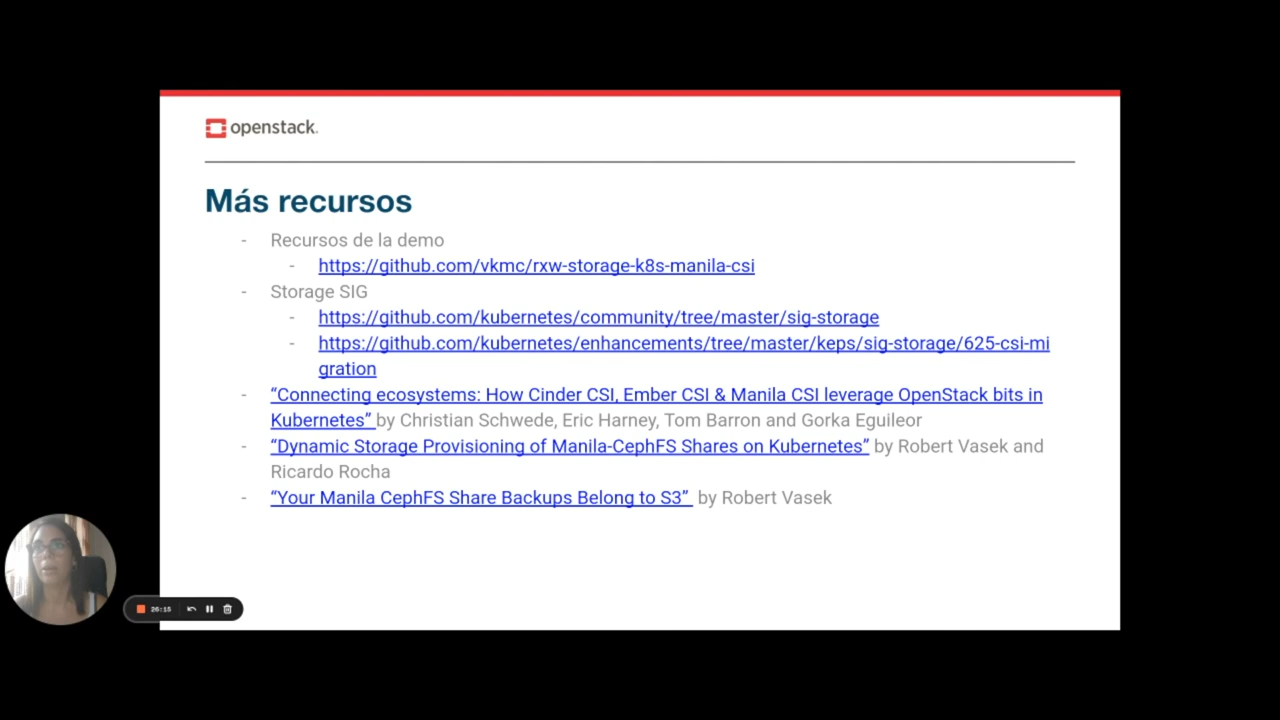 openstack.
Más recursos
- Recursos de la demo
- https://github.com/vkmc/rxw-storage-k8s-manila-csi
- Storage SIG
- https://github.com/kubernetes/community/tree/master/sig-storage
- https://github.com/kubernetes/enhancements/tree/master/keps/sig-storage/625-csi-mi
gration
- “Connecting ecosystems: How Cinder CSI, Ember CSI & Manila CSI leverage OpenStack bits in
Kubernetes” by Christian Schwede, Eric Harney, Tom Barron and Gorka Eguileor
- “Dynamic Storage Provisioning of Manila-CephFS Shares on Kubernetes” by Robert Vasek and
Ricardo Rocha
- “Your Manila CephFS Share Backups Belong to S3” by Robert Vasek
26:15